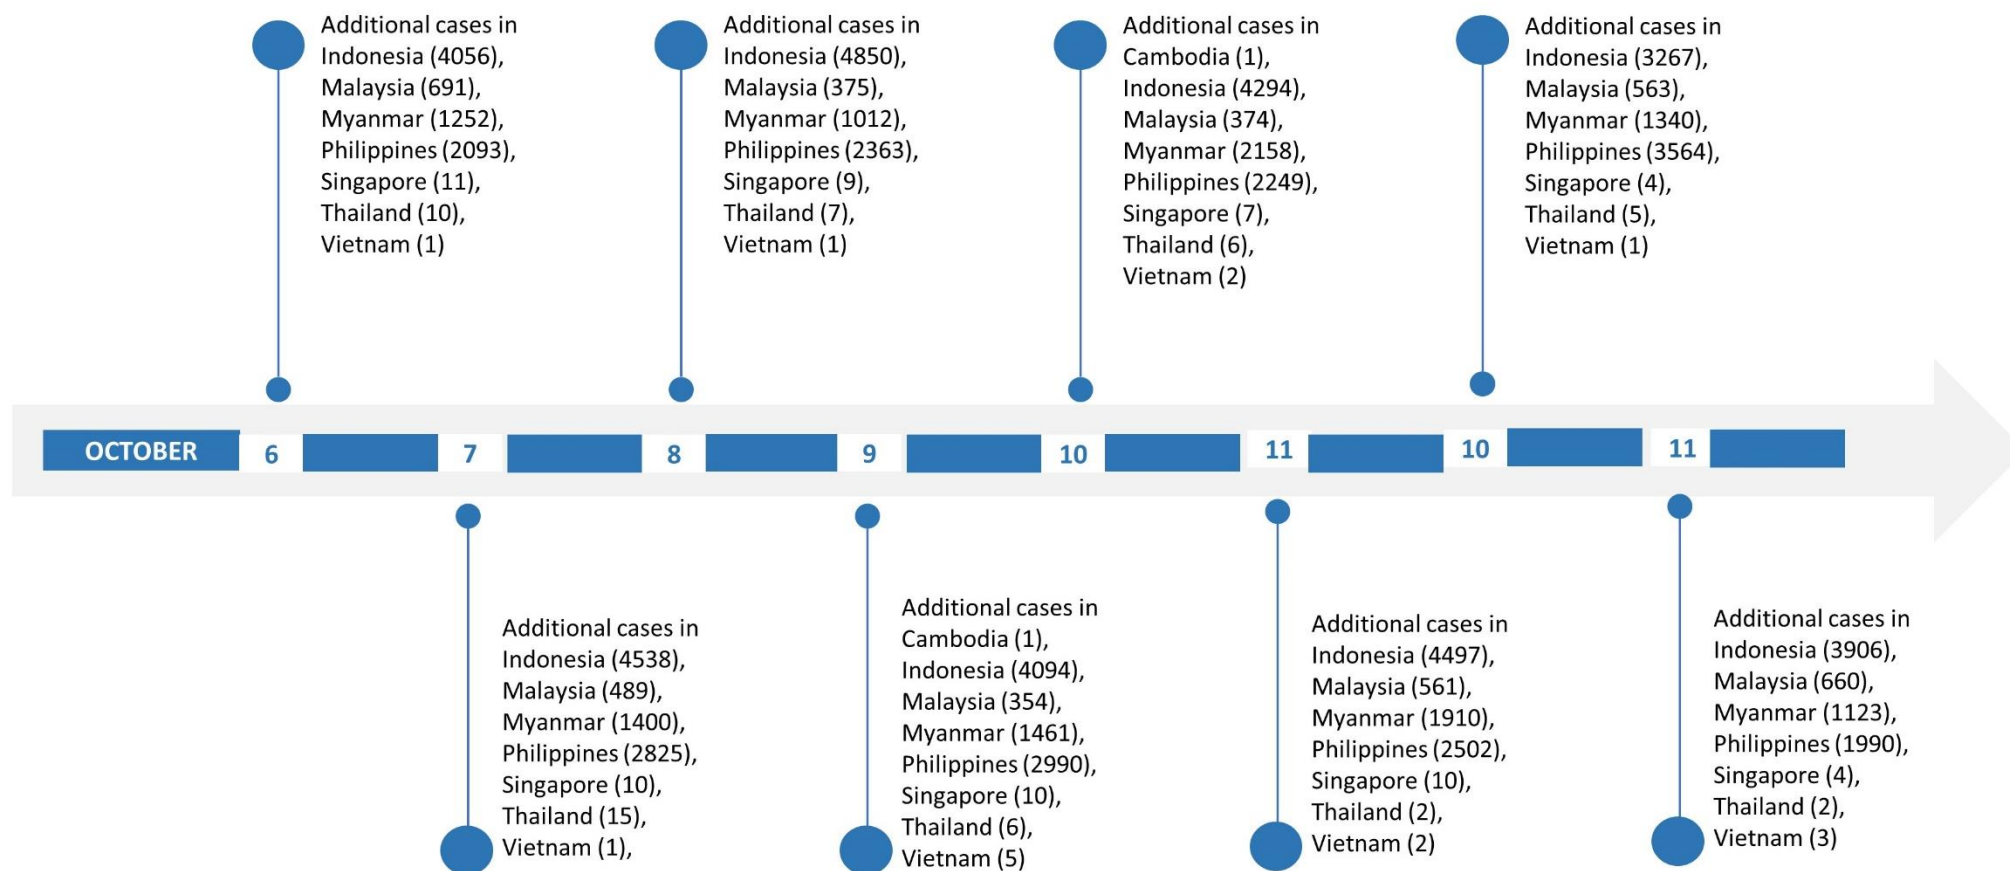 Additional cases in
Indonesia (4056),
Malaysia (691),
Myanmar (1252),
Philippines (2093),
Singapore (11),
Thailand (10),
Vietnam (1)
Additional cases in
Indonesia (4850),
Malaysia (375),
Myanmar (1012),
Philippines (2363),
Singapore (9),
Thailand (7),
Vietnam (1)
Additional cases in
Cambodia (1),
Indonesia (4294),
Malaysia (374),
Myanmar (2158),
Philippines (2249),
Singapore (7),
Thailand (6),
Vietnam (2)
Additional cases in
Indonesia (3267),
Malaysia (563),
Myanmar (1340),
Philippines (3564),
Singapore (4),
Thailand (5),
Vietnam (1)
OCTOBER 6 7 8 9 10 11 10 11
Additional cases in
Indonesia (4538),
Malaysia (489),
Myanmar (1400),
Philippines (2825),
Singapore (10),
Thailand (15),
Vietnam (1),
Additional cases in
Cambodia (1),
Indonesia (4094),
Malaysia (354),
Myanmar (1461),
Philippines (2990),
Singapore (10),
Thailand (6),
Vietnam (5)
Additional cases in
Indonesia (4497),
Malaysia (561),
Myanmar (1910),
Philippines (2502),
Singapore (10),
Thailand (2),
Vietnam (2)
Additional cases in
Indonesia (3906),
Malaysia (660),
Myanmar (1123),
Philippines (1990),
Singapore (4),
Thailand (2),
Vietnam (3)